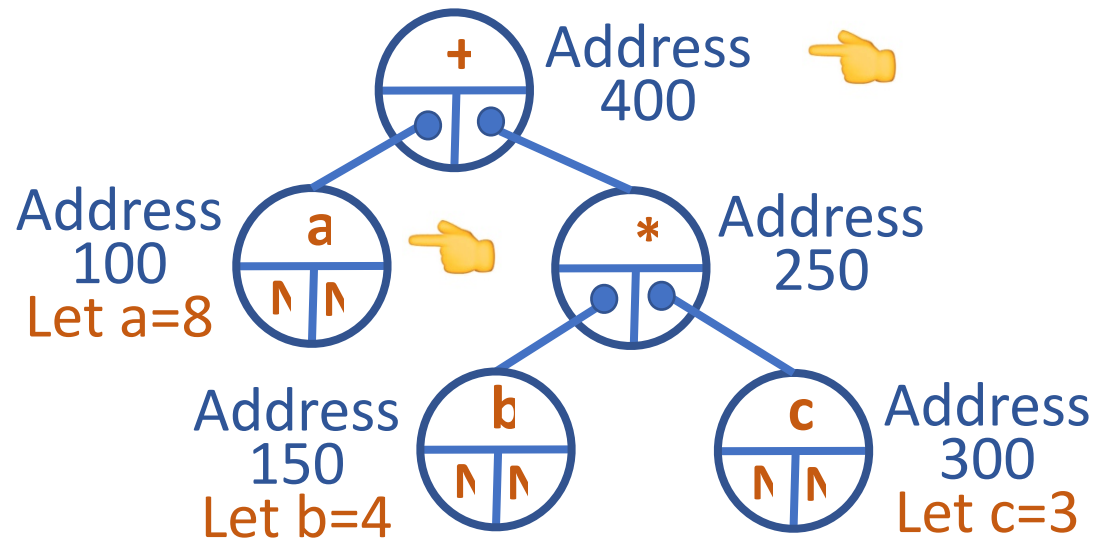 +
Address
400
Address
100
Let a=8
a
N N
*
Address
250
Address
150
Let b=4
b
N N
c
N N
Address
300
Let c=3